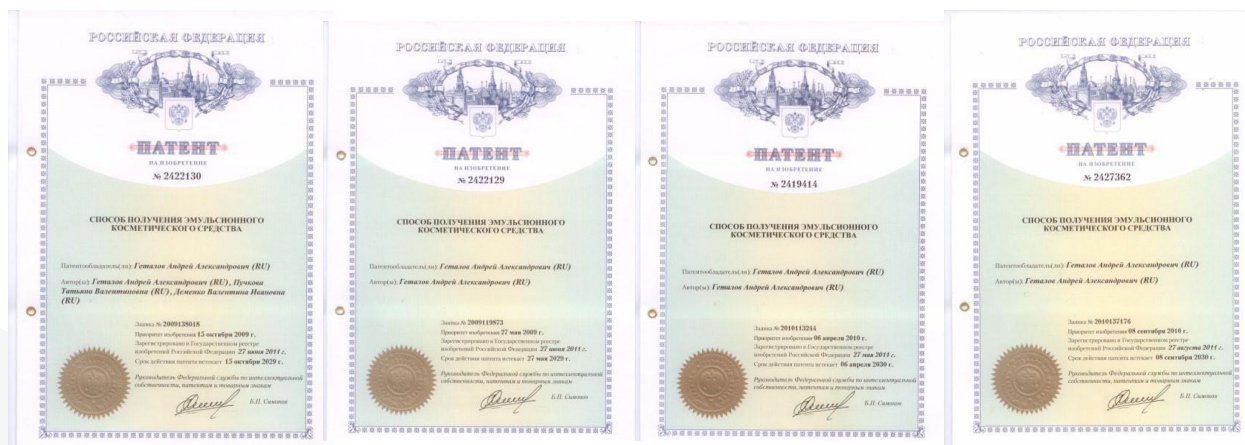 РОССИЙСКАЯ ФЕДЕРАЦИЯ
ПАТЕНТ
НА ИЗОБРЕТЕНИЕ
№ 2422130
СПОСОБ ПОЛУЧЕНИЯ ЭМУЛЬСИОННОГО
КОСМЕТИЧЕСКОГО СРЕДСТВА
Патентообладатель(ли): Геталов Андрей Александрович (RU)
Автор(ы): Геталов Андрей Александрович (RU), Пучкова
Татьяна Валентиновна (RU), Деменко Валентина Ивановна
(RU)
Заявка № 2009138018
Приоритет изобретения 15 октября 2009 г.
Зарегистрировано в Государственном реестре
изобретений Российской Федерации 27 июня 2011 г.
Срок действия патента истекает 15 октября 2029 г.
Руководитель Федеральной службы по интеллектуальной
собственности, патентам и товарным знакам
Б.П. Симонов
РОССИЙСКАЯ ФЕДЕРАЦИЯ
ПАТЕНТ
НА ИЗОБРЕТЕНИЕ
№ 2422129
СПОСОБ ПОЛУЧЕНИЯ ЭМУЛЬСИОННОГО
КОСМЕТИЧЕСКОГО СРЕДСТВА
Патентообладатель(ли): Геталов Андрей Александрович (RU)
Автор(ы): Геталов Андрей Александрович (RU)
Заявка № 2009119873
Приоритет изобретения 27 мая 2009 г.
Зарегистрировано в Государственном реестре
изобретений Российской Федерации 27 июня 2011 г.
Срок действия патента истекает 27 мая 2029 г.
Руководитель Федеральной службы по интеллектуальной
собственности, патентам и товарным знакам
Б.П. Симонов
РОССИЙСКАЯ ФЕДЕРАЦИЯ
ПАТЕНТ
НА ИЗОБРЕТЕНИЕ
№ 2419414
СПОСОБ ПОЛУЧЕНИЯ ЭМУЛЬСИОННОГО
КОСМЕТИЧЕСКОГО СРЕДСТВА
Патентообладатель(ли): Геталов Андрей Александрович (RU)
Автор(ы): Геталов Андрей Александрович (RU)
Заявка № 2010113244
Приоритет изобретения 06 апреля 2010 г.
Зарегистрировано в Государственном реестре
изобретений Российской Федерации 27 мая 2011 г.
Срок действия патента истекает 06 апреля 2030 г.
Руководитель Федеральной службы по интеллектуальной
собственности, патентам и товарным знакам
Б.П. Симонов
РОССИЙСКАЯ ФЕДЕРАЦИЯ
ПАТЕНТ
НА ИЗОБРЕТЕНИЕ
№ 2427362
СПОСОБ ПОЛУЧЕНИЯ ЭМУЛЬСИОННОГО
КОСМЕТИЧЕСКОГО СРЕДСТВА
Патентообладатель(ли): Геталов Андрей Александрович (RU)
Автор(ы): Геталов Андрей Александрович (RU)
Заявка № 2010137176
Приоритет изобретения 08 сентября 2010 г.
Зарегистрировано в Государственном реестре
изобретений Российской Федерации 27 августа 2011 г.
Срок действия патента истекает 08 сентября 2030 г.
Руководитель Федеральной службы по интеллектуальной
собственности, патентам и товарным знакам
Б.П. Симонов